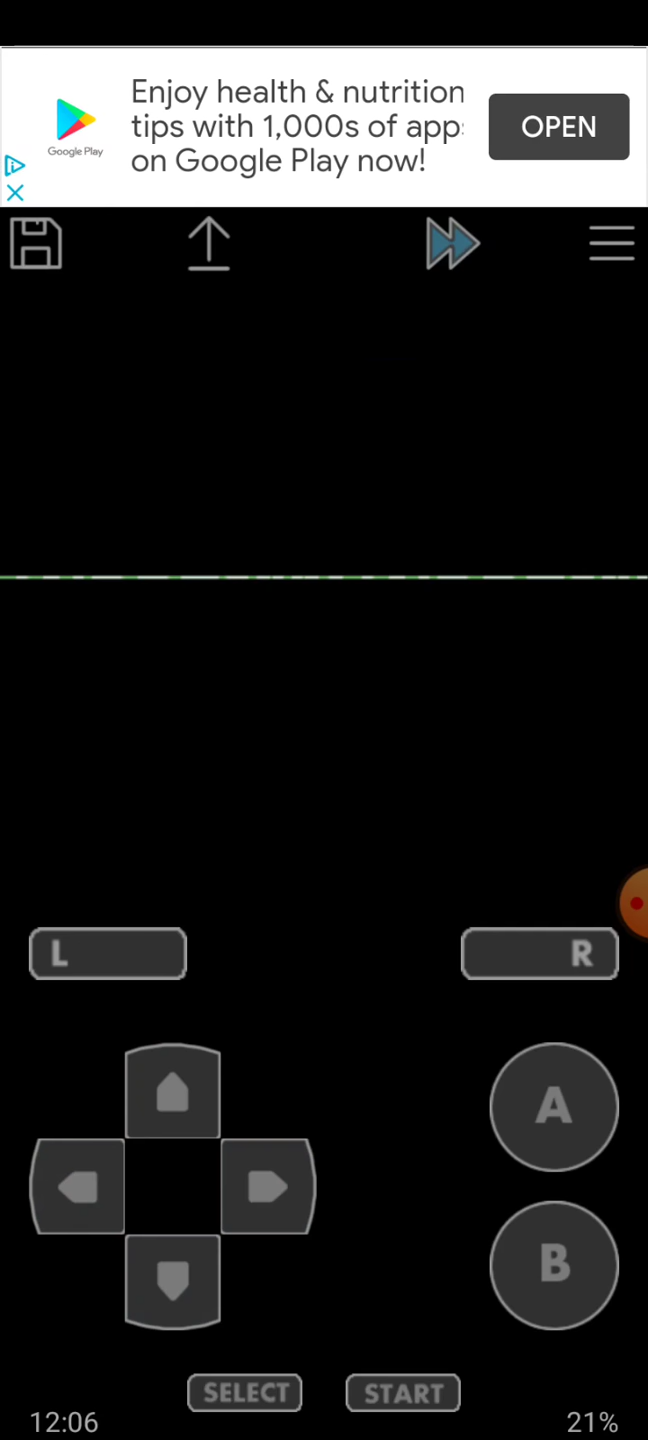 Enjoy health & nutrition
tips with 1,000s of app
on Google Play now!
Google Play
OPEN
L
R
A
B
SELECT
START
12:06
21%